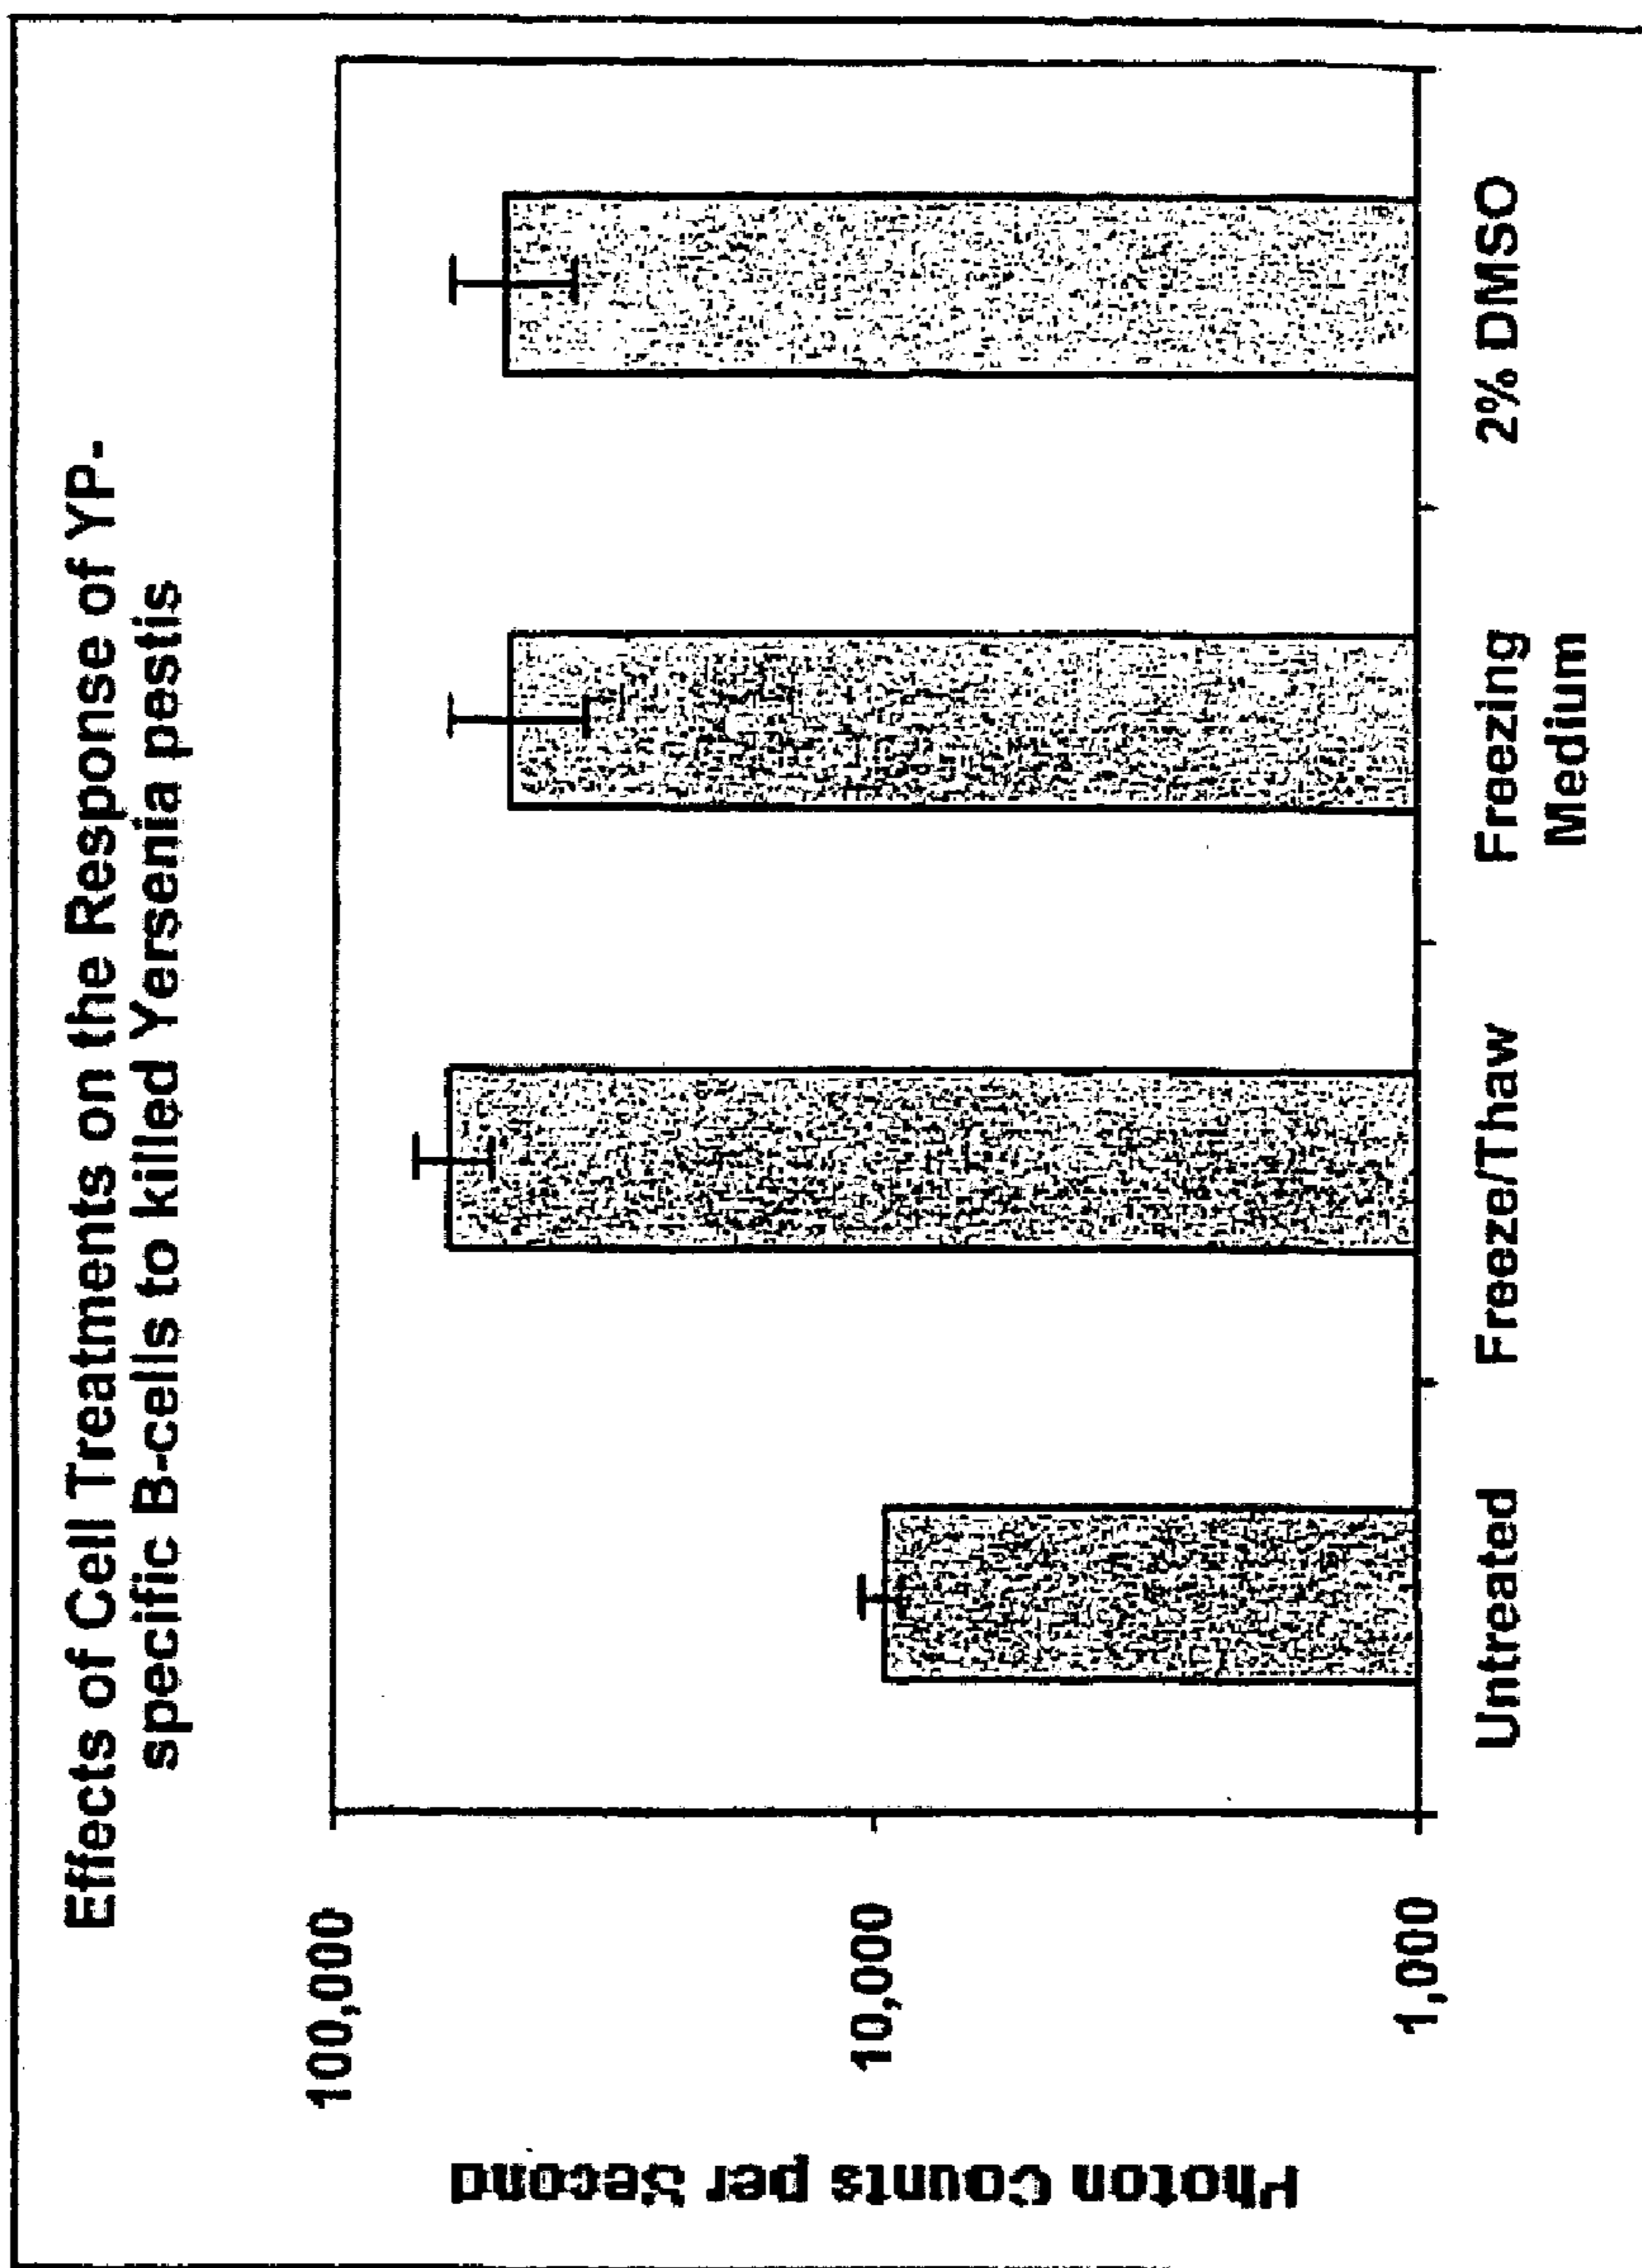 Effects of Cell Treatments on the Response of YP-
specific B-cells to killed Yersenia pestis
Photon Counts per Second
100,000
10,000
1,000
Untreated
Freeze/Thaw
Freezing
Medium
2% DMSO